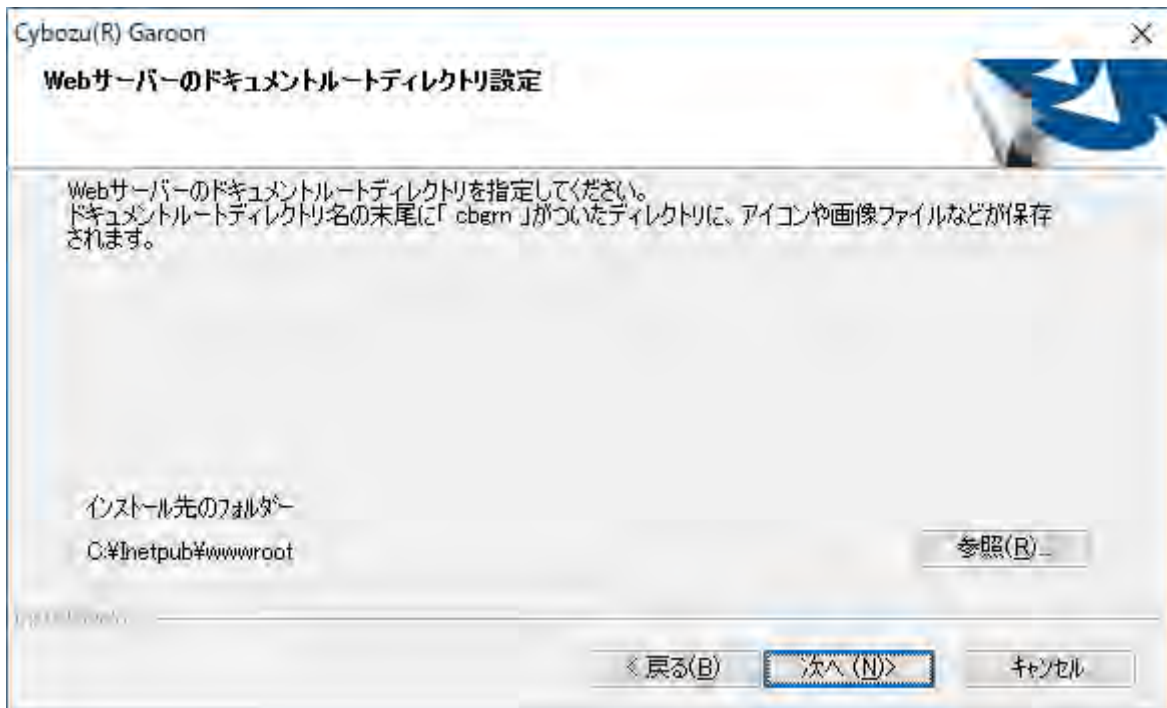 Cybozu(R) Garoon
Webサーバーのドキュメントルートディレクトリ設定
Webサーバーのドキュメントルートディレクトリを指定してください。
ドキュメントルートディレクトリ名の末尾に「 cbgrn 」がついたディレクトリに、アイコンや画像ファイルなどが保存
されます。
インストール先のフォルダー
C:¥Inetpub¥wwwroot
参照(R)...
< 戻る(B)
次へ (N)>
キャンセル